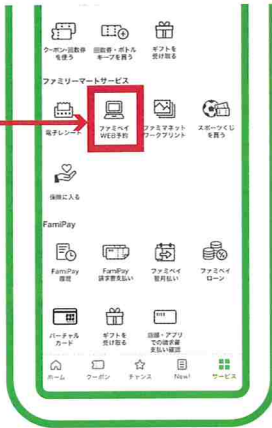 クーポン・回数券
を使う
回数券・ボトル
キープを買う
ギフトを
受け取る
ファミリーマートサービス
電子レンジ
ファミペイ
WEB予約
ファミマネット
ワークプリント
スポーツくじ
を買う
保険に入る
FamiPay
FamiPay
履歴
FamiPay
請求書支払い
ファミペイ
翌月払い
ファミペイ
ローン
バーチャル
カード
ギフトを
受け取る
店頭・アプリ
での請求書
支払い確認
ホーム
クーポン
チャンス
New!
サービス